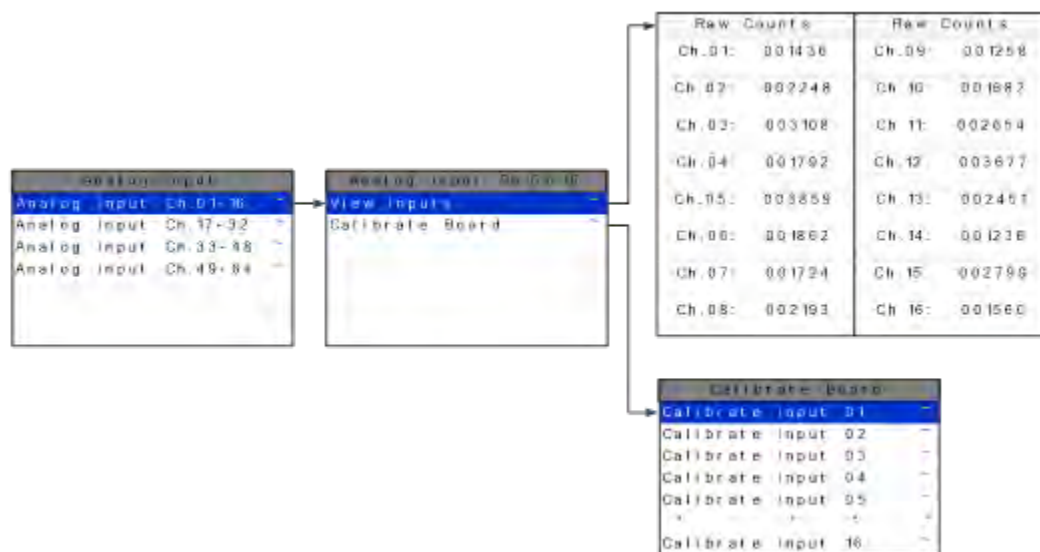 Analog Input
Analog Input Ch.01-16
Analog Input Ch.17-32
Analog Input Ch.33-48
Analog Input Ch.49-64
Analog Input
View Inputs
Calibrate Board
Raw Counts
Ch.01: 001436
Ch.02: 002248
Ch.03: 003108
Ch.04: 001792
Ch.05: 003859
Ch.06: 001862
Ch.07: 001724
Ch.08: 002193
Raw Counts
Ch.09: 001258
Ch.10: 001687
Ch.11: 002654
Ch.12: 003677
Ch.13: 002451
Ch.14: 001236
Ch.15: 002799
Ch.16: 001560
Calibrate Board
Calibrate Input 01
Calibrate Input 02
Calibrate Input 03
Calibrate Input 04
Calibrate Input 05
Calibrate Input 16